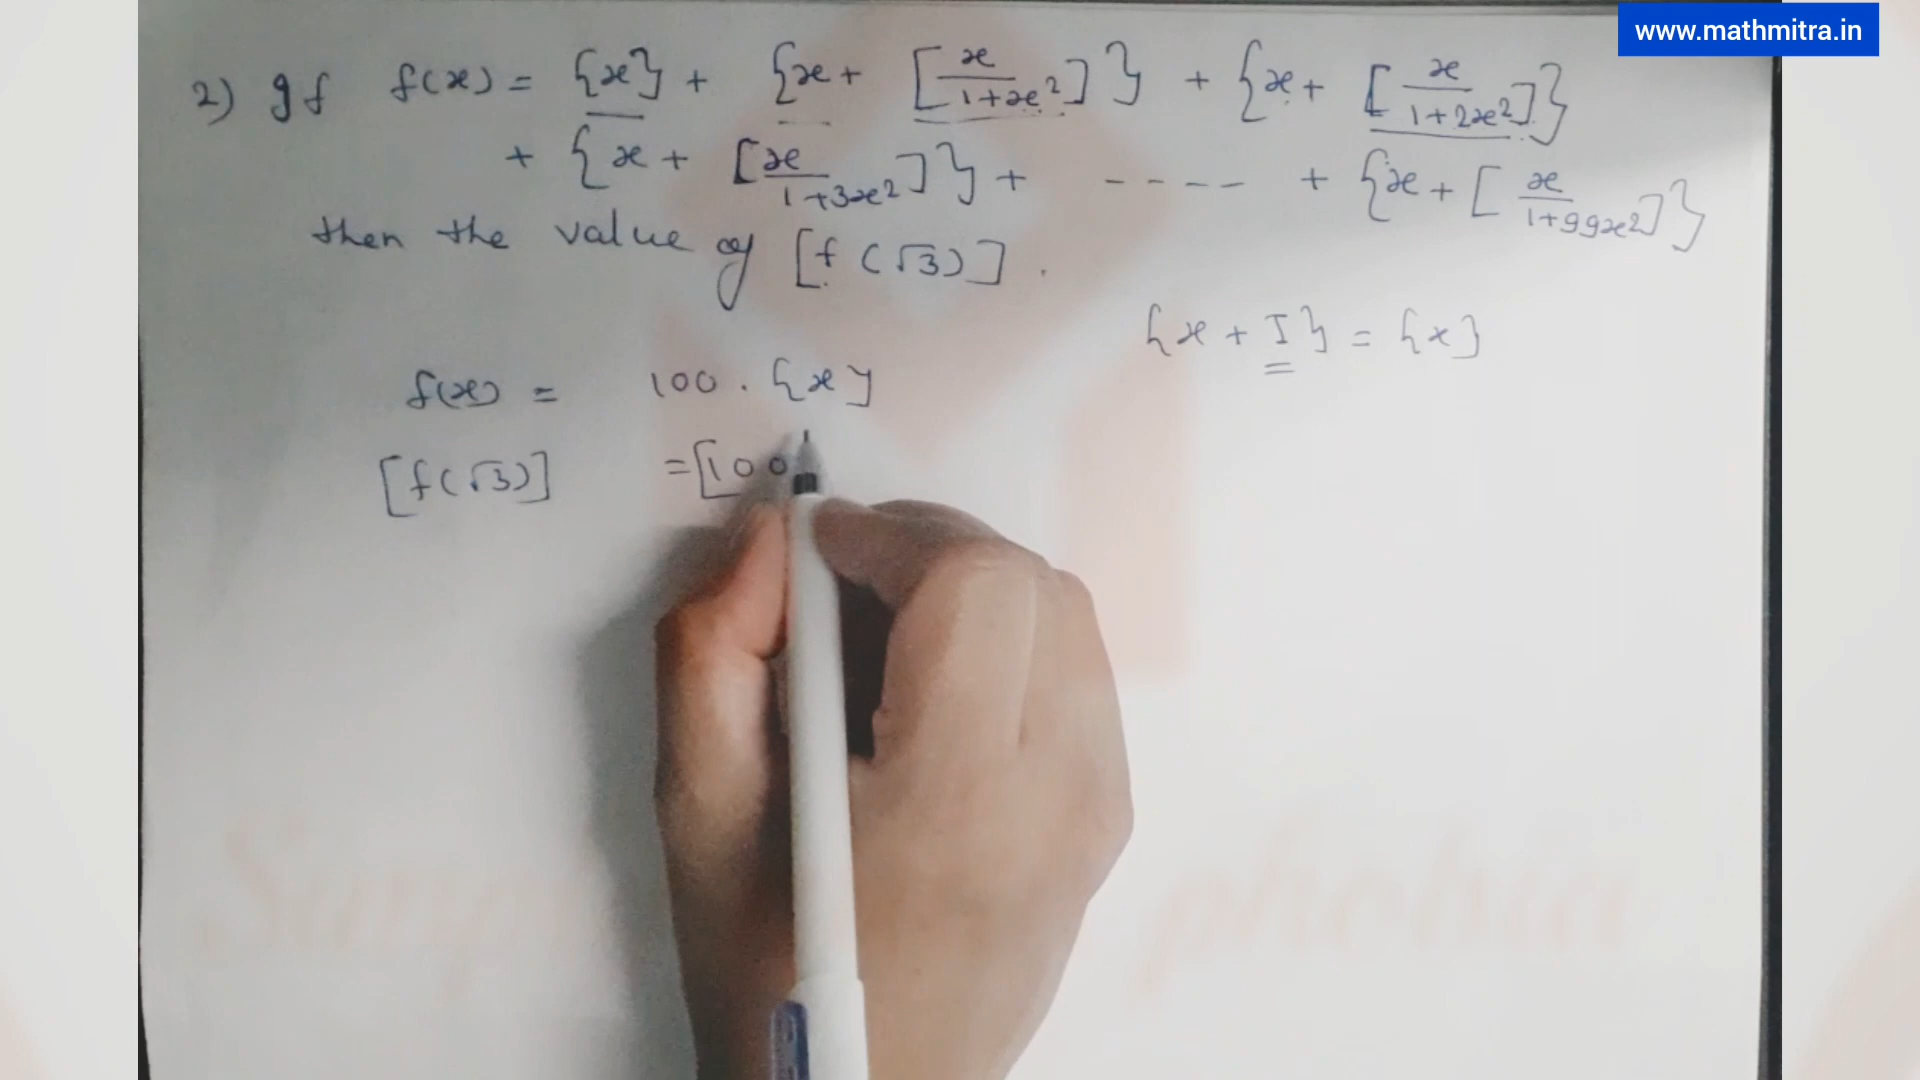 www.mathmitra.in
2) If f(x) = {x} + {x + [x/1+x²]} + {x + [x/1+2x²]}
+ {x + [x/1+3x²]} + ---- + {x + [x/1+99x²]}
then the value of [f(√3)].
{x + I} = {x}
f(x) = 100 . {x}
[f(√3)] = [100